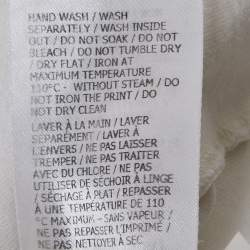 HAND WASH / WASH
SEPARATELY / WASH INSIDE
OUT / DO NOT SOAK / DO NOT
BLEACH / DO NOT TUMBLE DRY
/ DRY FLAT / IRON AT
MAXIMUM TEMPERATURE
110°C - WITHOUT STEAM / DO
NOT IRON THE PRINT / DO
NOT DRY CLEAN
LAVER À LA MAIN / LAVER
SÉPARÉMENT / LAVER À
L'ENVERS / NE PAS LAISSER
TREMPER / NE PAS TRAITER
AVEC DU CHLORE / NE PAS
UTILISER DE SÉCHOIR À LINGE
/ SÉCHAGE À PLAT / REPASSER
À UNE TEMPÉRATURE DE 110
°C MAXIMUM - SANS VAPEUR /
NE PAS REPASSER L'IMPRIMÉ /
NE PAS NETTOYER À SEC